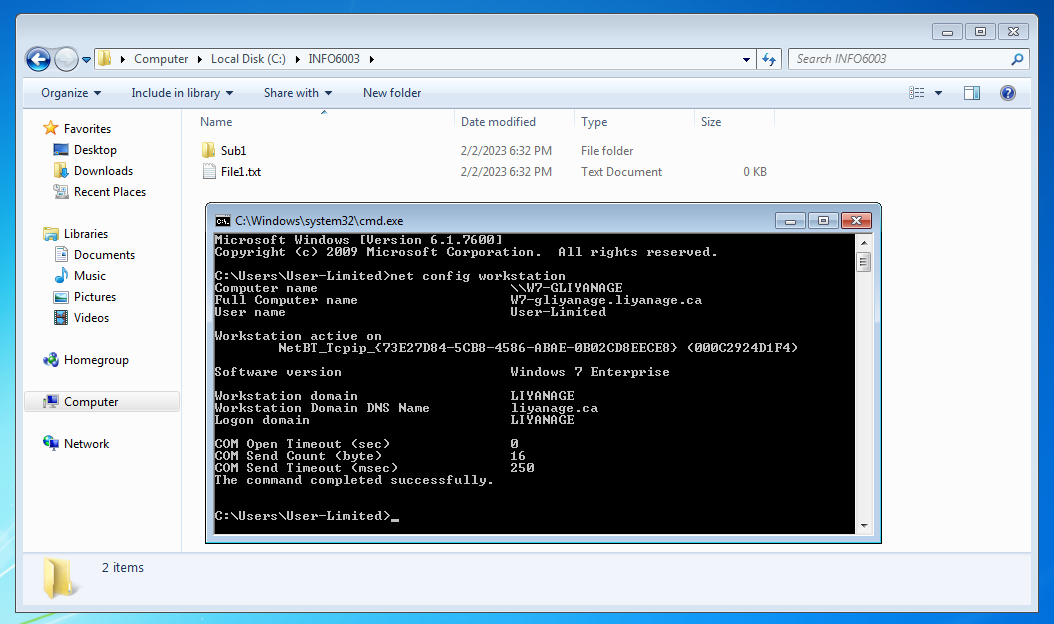 Computer Local Disk (C:) INFO6003 Search INFO6003
Organize Include in library Share with New folder
Name Date modified Type Size
Sub1 2/2/2023 6:32 PM File folder
File1.txt 2/2/2023 6:32 PM Text Document 0 KB
Favorites
Desktop
Downloads
Recent Places
Libraries
Documents
Music
Pictures
Videos
Homegroup
Computer
Network
C:\Windows\system32\cmd.exe
Microsoft Windows [Version 6.1.7600]
Copyright (c) 2009 Microsoft Corporation.  All rights reserved.
C:\Users\User-Limited>net config workstation
Computer name \\W7-GLIYANAGE
Full Computer name W7-gliyanage.liyanage.ca
User name User-Limited
Workstation active on
NetBT_Tcpip_{73E27D84-5CB8-4586-ABAE-0B02CD8EECE8} (000C2924D1F4)
Software version Windows 7 Enterprise
Workstation domain LIYANAGE
Workstation Domain DNS Name liyanage.ca
Logon domain LIYANAGE
COM Open Timeout (sec) 0
COM Send Count (byte) 16
COM Send Timeout (msec) 250
The command completed successfully.
C:\Users\User-Limited>_
2 items